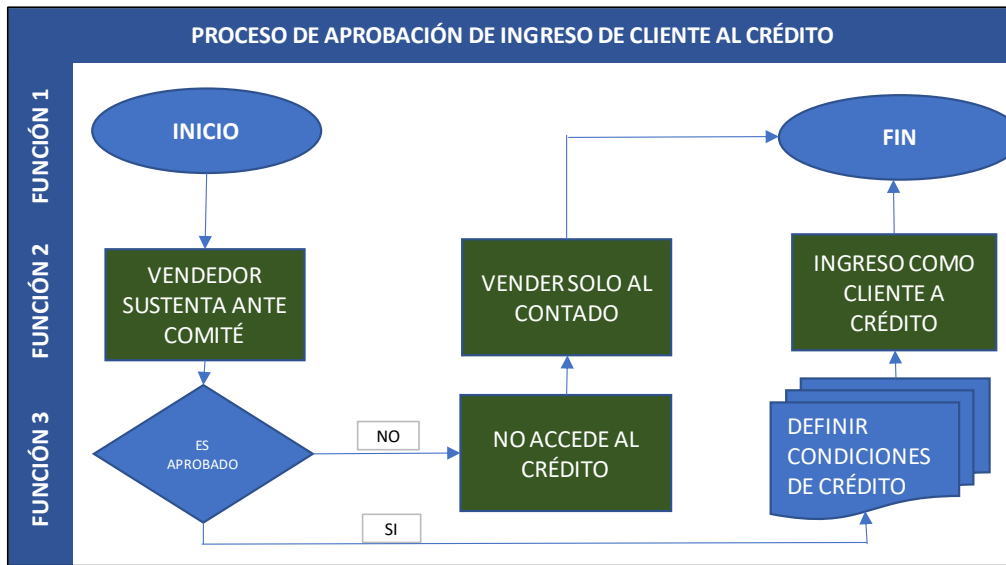 PROCESO DE APROBACIÓN DE INGRESO DE CLIENTE AL CRÉDITO
FUNCIÓN 1
INICIO
FIN
FUNCIÓN 2
VENDEDOR
SUSTENTA ANTE
COMITÉ
VENDER SOLO AL
CONTADO
INGRESO COMO
CLIENTE A
CRÉDITO
FUNCIÓN 3
ES
APROBADO
NO
NO ACCEDE AL
CRÉDITO
DEFINIR
CONDICIONES
DE CRÉDITO
SI